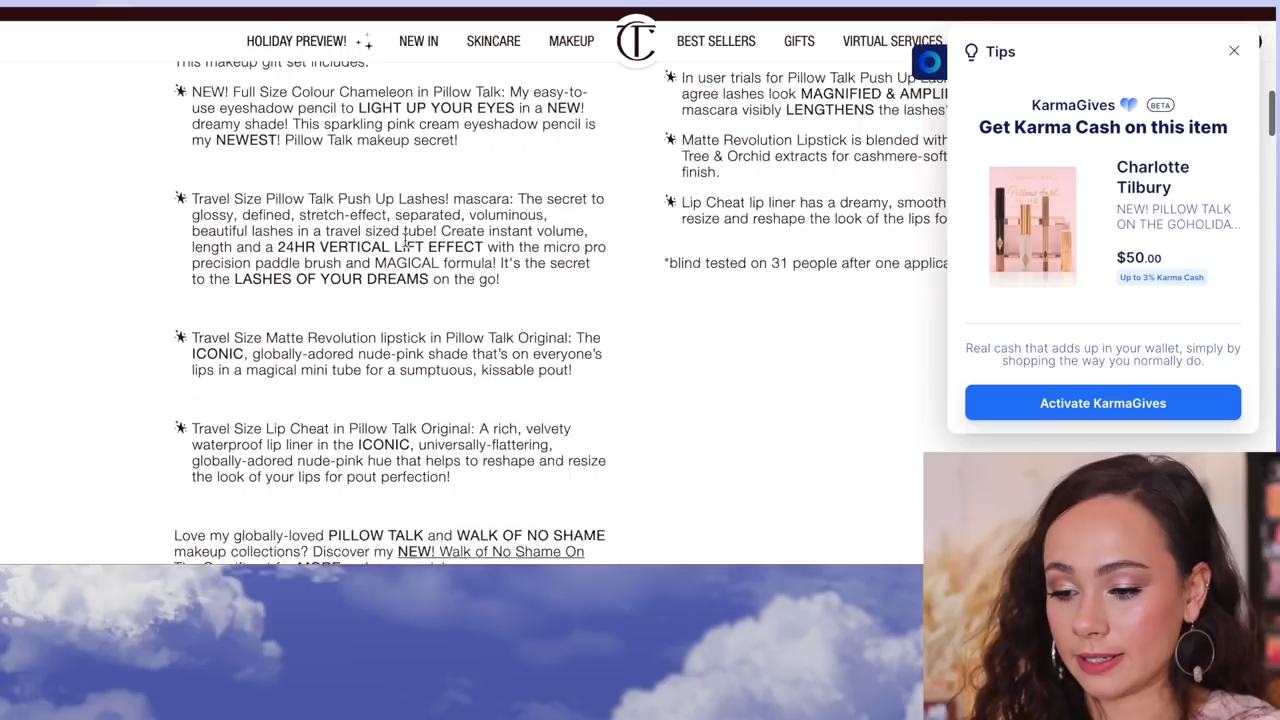 HOLIDAY PREVIEW!
NEW IN
SKINCARE
MAKEUP
CT
BEST SELLERS
GIFTS
VIRTUAL SERVICES
This makeup gift set includes:
NEW! Full Size Colour Chameleon in Pillow Talk: My easy-to-
use eyeshadow pencil to LIGHT UP YOUR EYES in a NEW!
dreamy shade! This sparkling pink cream eyeshadow pencil is
my NEWEST! Pillow Talk makeup secret!
Travel Size Pillow Talk Push Up Lashes! mascara: The secret to
glossy, defined, stretch-effect, separated, voluminous,
beautiful lashes in a travel sized tube! Create instant volume,
length and a 24HR VERTICAL LIFT EFFECT with the micro pro
precision paddle brush and MAGICAL formula! It's the secret
to the LASHES OF YOUR DREAMS on the go!
Travel Size Matte Revolution lipstick in Pillow Talk Original: The
ICONIC, globally-adored nude-pink shade that's on everyone's
lips in a magical mini tube for a sumptuous, kissable pout!
Travel Size Lip Cheat in Pillow Talk Original: A rich, velvety
waterproof lip liner in the ICONIC, universally-flattering,
globally-adored nude-pink hue that helps to reshape and resize
the look of your lips for pout perfection!
Love my globally-loved PILLOW TALK and WALK OF NO SHAME
makeup collections? Discover my NEW! Walk of No Shame On
In user trials for Pillow Talk Push Up
agree lashes look MAGNIFIED & AMPLI
mascara visibly LENGTHENS the lashes*
Matte Revolution Lipstick is blended with
Tree & Orchid extracts for cashmere-soft
finish.
Lip Cheat lip liner has a dreamy, smooth
resize and reshape the look of the lips fo
*blind tested on 31 people after one applica
Tips
KarmaGives BETA
Get Karma Cash on this item
Charlotte
Tilbury
NEW! PILLOW TALK
ON THE GOHOLIDA...
$50.00
Up to 3% Karma Cash
Real cash that adds up in your wallet, simply by
shopping the way you normally do.
Activate KarmaGives